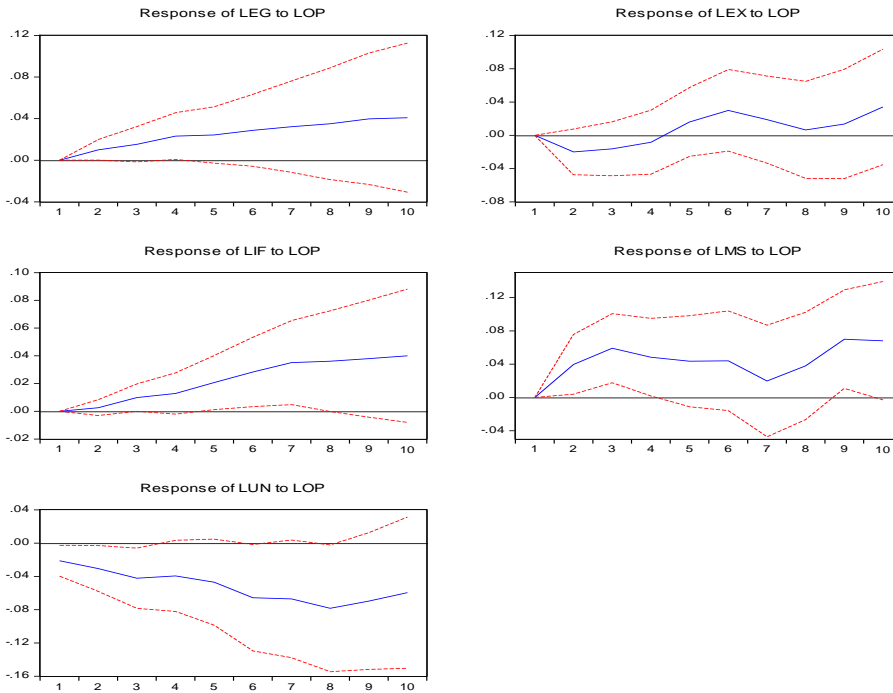 Response of LEG to LOP
.12
.08
.04
.00
-.04
1 2 3 4 5 6 7 8 9 10
Response of LEX to LOP
.12
.08
.04
.00
-.04
-.08
1 2 3 4 5 6 7 8 9 10
Response of LIF to LOP
.10
.08
.06
.04
.02
.00
-.02
1 2 3 4 5 6 7 8 9 10
Response of LMS to LOP
.12
.08
.04
.00
-.04
1 2 3 4 5 6 7 8 9 10
Response of LUN to LOP
.04
.00
-.04
-.08
-.12
-.16
1 2 3 4 5 6 7 8 9 10